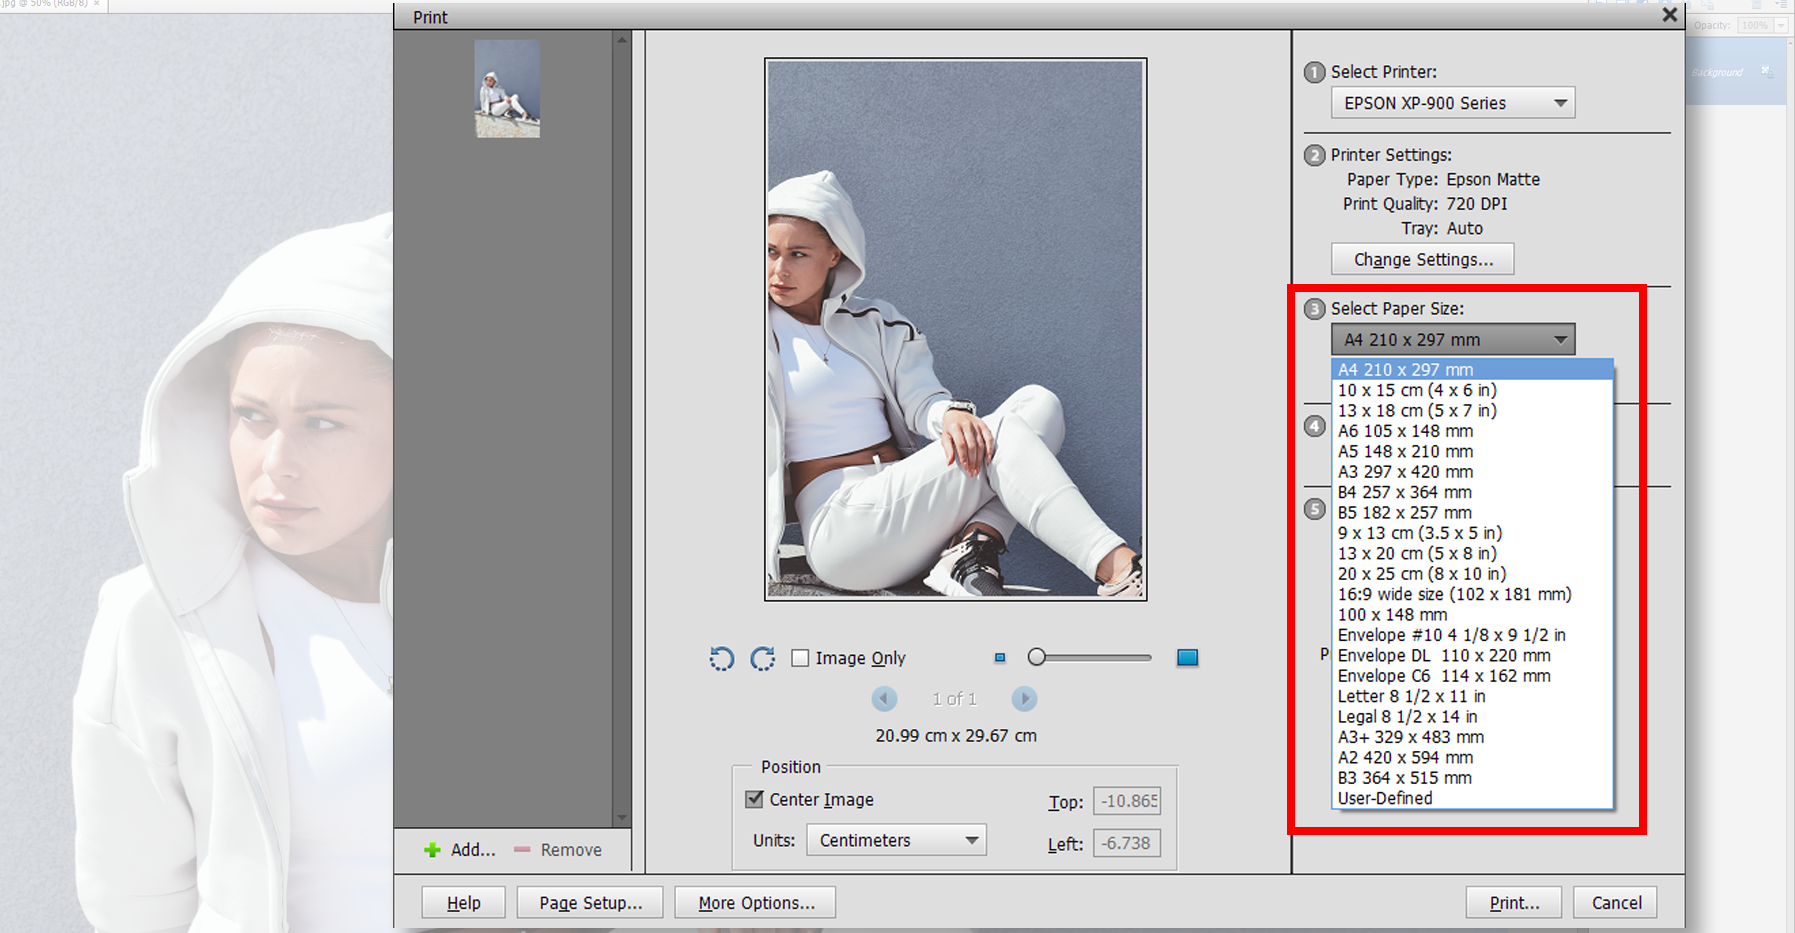 .jpg @ 50% (RGB/8) ×
Opacity: 100%
Background
Print
Add...
Remove
Image Only
1 of 1
20.99 cm x 29.67 cm
Position
Center Image
Top: -10.865
Units: Centimeters
Left: -6.738
1 Select Printer:
EPSON XP-900 Series
2 Printer Settings:
Paper Type: Epson Matte
Print Quality: 720 DPI
Tray: Auto
Change Settings...
3 Select Paper Size:
A4 210 x 297 mm
A4 210 x 297 mm
10 x 15 cm (4 x 6 in)
13 x 18 cm (5 x 7 in)
4
A6 105 x 148 mm
A5 148 x 210 mm
A3 297 x 420 mm
B4 257 x 364 mm
5
B5 182 x 257 mm
9 x 13 cm (3.5 x 5 in)
13 x 20 cm (5 x 8 in)
20 x 25 cm (8 x 10 in)
16:9 wide size (102 x 181 mm)
100 x 148 mm
Envelope #10 4 1/8 x 9 1/2 in
Envelope DL 110 x 220 mm
Envelope C6 114 x 162 mm
Letter 8 1/2 x 11 in
Legal 8 1/2 x 14 in
A3+ 329 x 483 mm
A2 420 x 594 mm
B3 364 x 515 mm
User-Defined
Help
Page Setup...
More Options...
Print...
Cancel